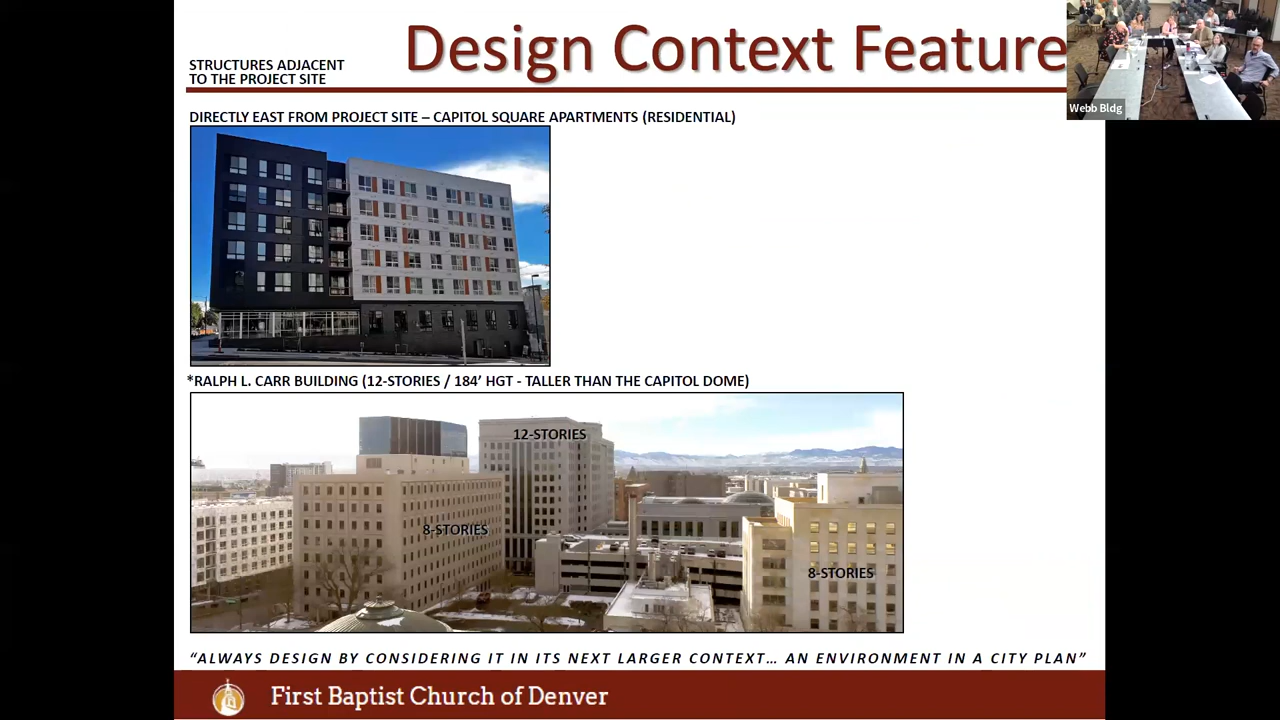 STRUCTURES ADJACENT
TO THE PROJECT SITE
Design Context Feature
DIRECTLY EAST FROM PROJECT SITE – CAPITOL SQUARE APARTMENTS (RESIDENTIAL)
*RALPH L. CARR BUILDING (12-STORIES / 184’ HGT - TALLER THAN THE CAPITOL DOME)
12-STORIES
8-STORIES
8-STORIES
“ALWAYS DESIGN BY CONSIDERING IT IN ITS NEXT LARGER CONTEXT… AN ENVIRONMENT IN A CITY PLAN”
First Baptist Church of Denver
Webb Bldg